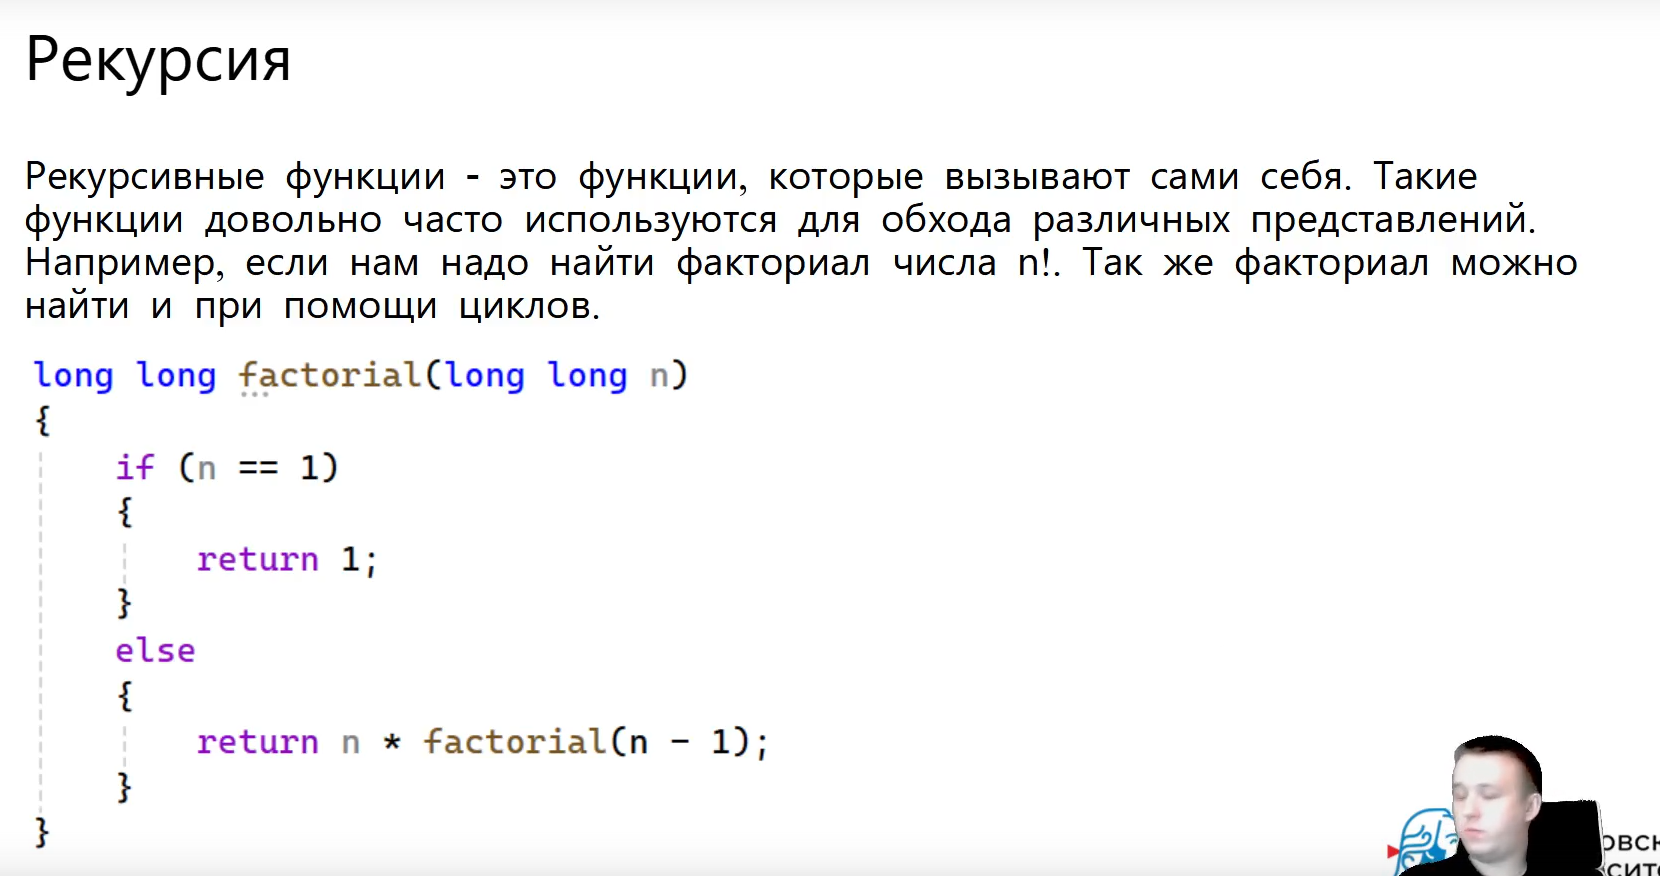 Рекурсия
Рекурсивные функции - это функции, которые вызывают сами себя. Такие
функции довольно часто используются для обхода различных представлений.
Например, если нам надо найти факториал числа n!. Так же факториал можно
найти и при помощи циклов.
long long factorial(long long n)
{
    if (n == 1)
    {
        return 1;
    }
    else
    {
        return n * factorial(n - 1);
    }
}